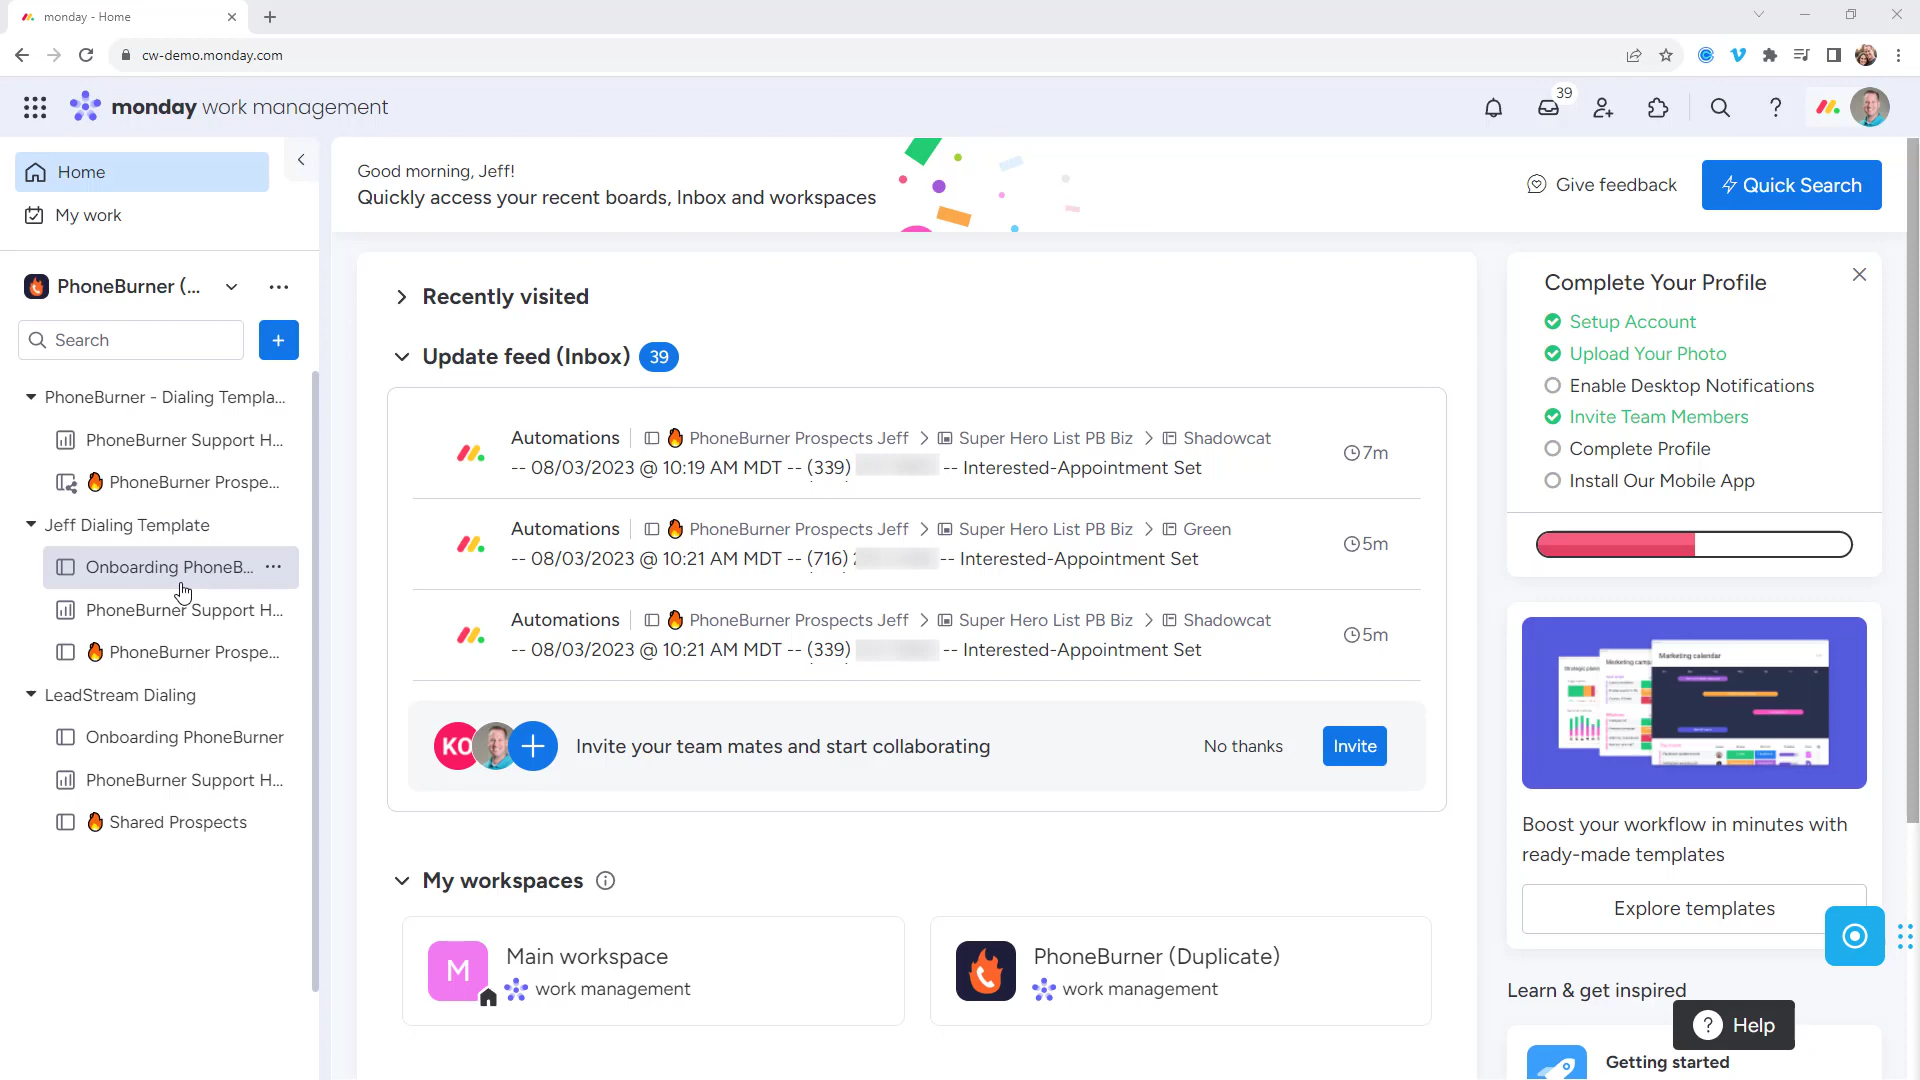 monday - Home
cw-demo.monday.com
monday work management
39
Home
My work
Good morning, Jeff!
Quickly access your recent boards, Inbox and workspaces
Give feedback
Quick Search
PhoneBurner (...
Search
PhoneBurner - Dialing Templa...
PhoneBurner Support H...
PhoneBurner Prospe...
Jeff Dialing Template
Onboarding PhoneB...
PhoneBurner Support H...
PhoneBurner Prospe...
LeadStream Dialing
Onboarding PhoneBurner
PhoneBurner Support H...
Shared Prospects
Recently visited
Update feed (Inbox) 39
Automations PhoneBurner Prospects Jeff > Super Hero List PB Biz > Shadowcat
-- 08/03/2023 @ 10:19 AM MDT -- (339) -- Interested-Appointment Set
7m
Automations PhoneBurner Prospects Jeff > Super Hero List PB Biz > Green
-- 08/03/2023 @ 10:21 AM MDT -- (716) -- Interested-Appointment Set
5m
Automations PhoneBurner Prospects Jeff > Super Hero List PB Biz > Shadowcat
-- 08/03/2023 @ 10:21 AM MDT -- (339) -- Interested-Appointment Set
5m
KO
Invite your team mates and start collaborating
No thanks
Invite
My workspaces
M
Main workspace
work management
PhoneBurner (Duplicate)
work management
Complete Your Profile
Setup Account
Upload Your Photo
Enable Desktop Notifications
Invite Team Members
Complete Profile
Install Our Mobile App
Marketing calendar
Boost your workflow in minutes with
ready-made templates
Explore templates
Learn & get inspired
? Help
Getting started